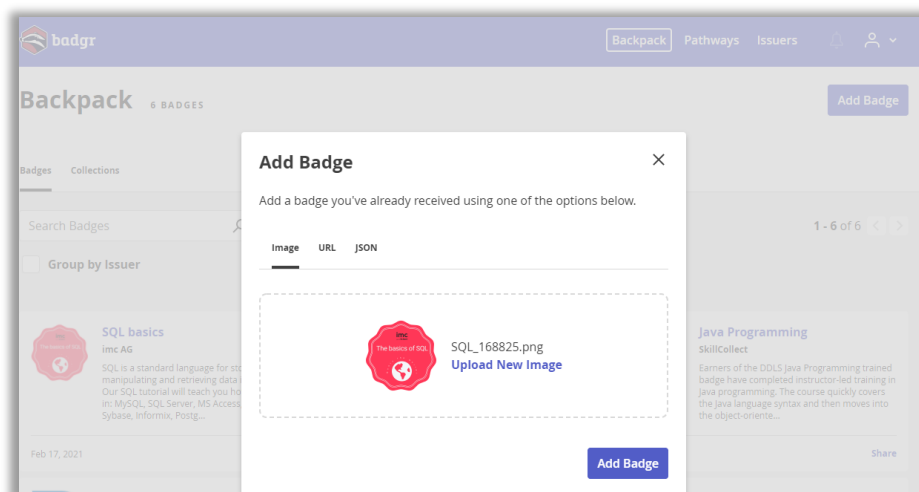 badgr
Backpack Pathways Issuers
Backpack 6 BADGES
Add Badge
Badges Collections
Search Badges
1 - 6 of 6
Group by Issuer
Add Badge
Add a badge you've already received using one of the options below.
Image URL JSON
imc
The basics of SQL
SQL_168825.png
Upload New Image
Add Badge
The basics of SQL
SQL basics
imc AG
SQL is a standard language for sto
manipulating and retrieving data
Our SQL tutorial will teach you ho
in: MySQL, SQL Server, MS Access
Sybase, Informix, Postg...
Feb 17, 2021
Java Programming
SkillCollect
Earners of the DDLS Java Programming trained
badge have completed instructor-led training in
Java programming. The course quickly covers
the Java language syntax and then moves into
the object-oriente...
Share